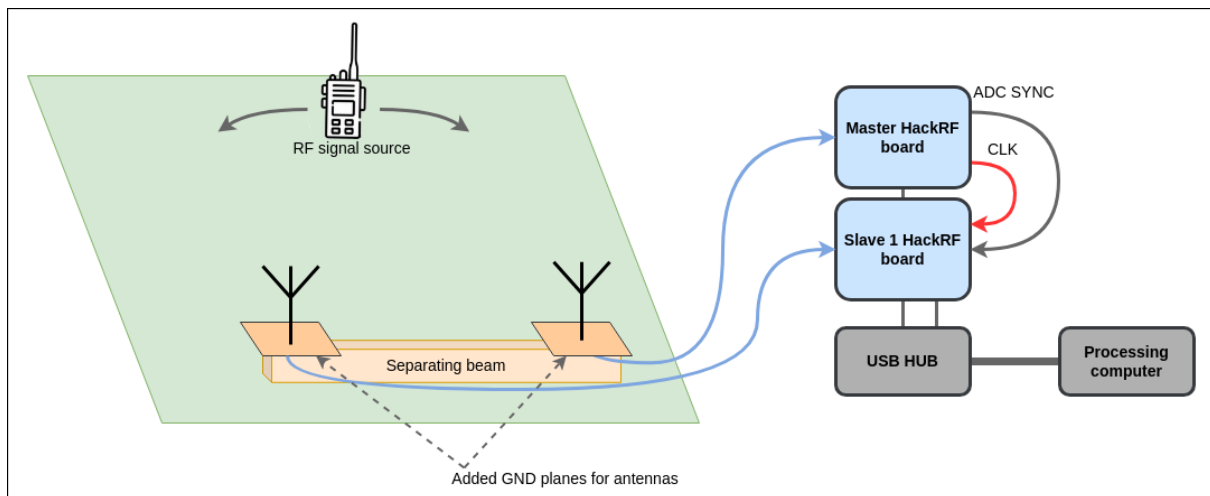 RF signal source
Separating beam
Added GND planes for antennas
Master HackRF
board
ADC SYNC
CLK
Slave 1 HackRF
board
USB HUB
Processing
computer